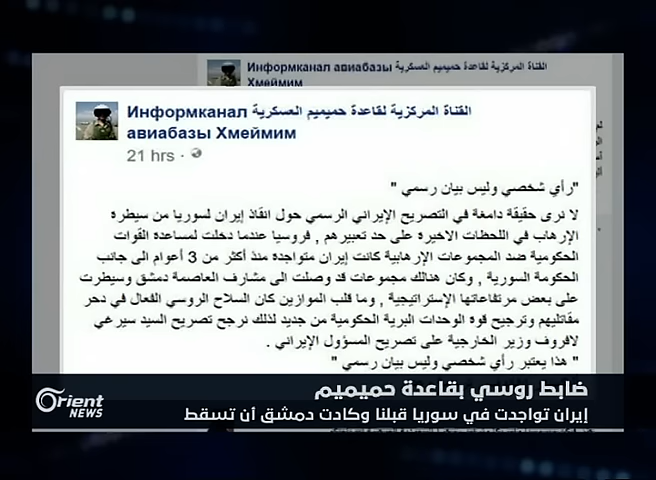 Информканал القناة المركزية لقاعدة حميميم العسكرية
Хмеймим авиабазы
Информканал القناة المركزية لقاعدة حميميم العسكرية
авиабазы Хмеймим
21 hrs ·
"رأي شخصي وليس بيان رسمي "
لا نرى حقيقة دامغة في التصريح الإيراني الرسمي حول انقاذ إيران لسوريا من سيطرة
الإرهاب في اللحظات الاخيرة على حد تعبيرهم , فروسيا عندما دخلت لمساعدة القوات
الحكومية ضد المجموعات الإرهابية كانت إيران متواجدة منذ أكثر من 3 أعوام الى جانب
الحكومة السورية , وكان هنالك مجموعات قد وصلت الى مشارف العاصمة دمشق وسيطرت
على بعض مرتفاعاتها الإستراتيجية , وما قلب الموازين كان السلاح الروسي الفعال في دحر
مقاتليهم وترجيح قوه الوحدات البرية الحكومية من جديد لذلك نرجح تصريح السيد سيرغي
لافروف وزير الخارجية على تصريح المسؤول الإيراني .
" هذا يعتبر رأي شخصي وليس بيان رسمي "
ضابط روسي بقاعدة حميميم
إيران تواجدت في سوريا قبلنا وكادت دمشق أن تسقط
Orient
NEWS